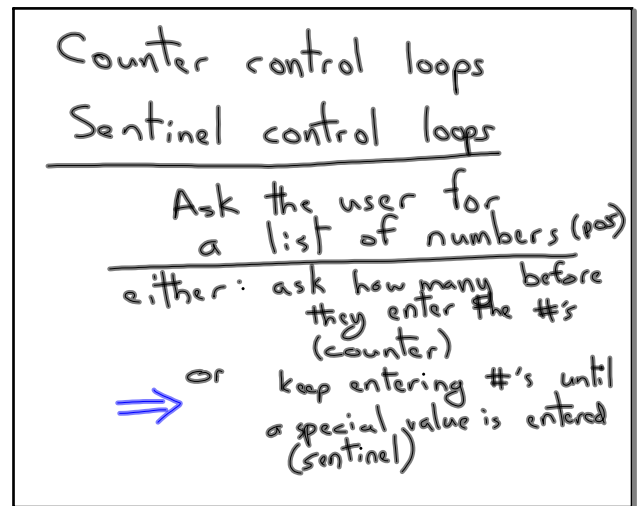 Counter control loops
Sentinel control loops
Ask the user for
a list of numbers (pos)
either: ask how many before
they enter the #'s
(counter)
or keep entering #'s until
a special value is entered
(sentinel)